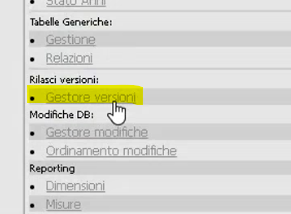 Stato Anni
Tabelle Generiche:
Gestione
Relazioni
Rilasci versioni:
Gestore versioni
Modifiche DB:
Gestore modifiche
Ordinamento modifiche
Reporting
Dimensioni
Misure